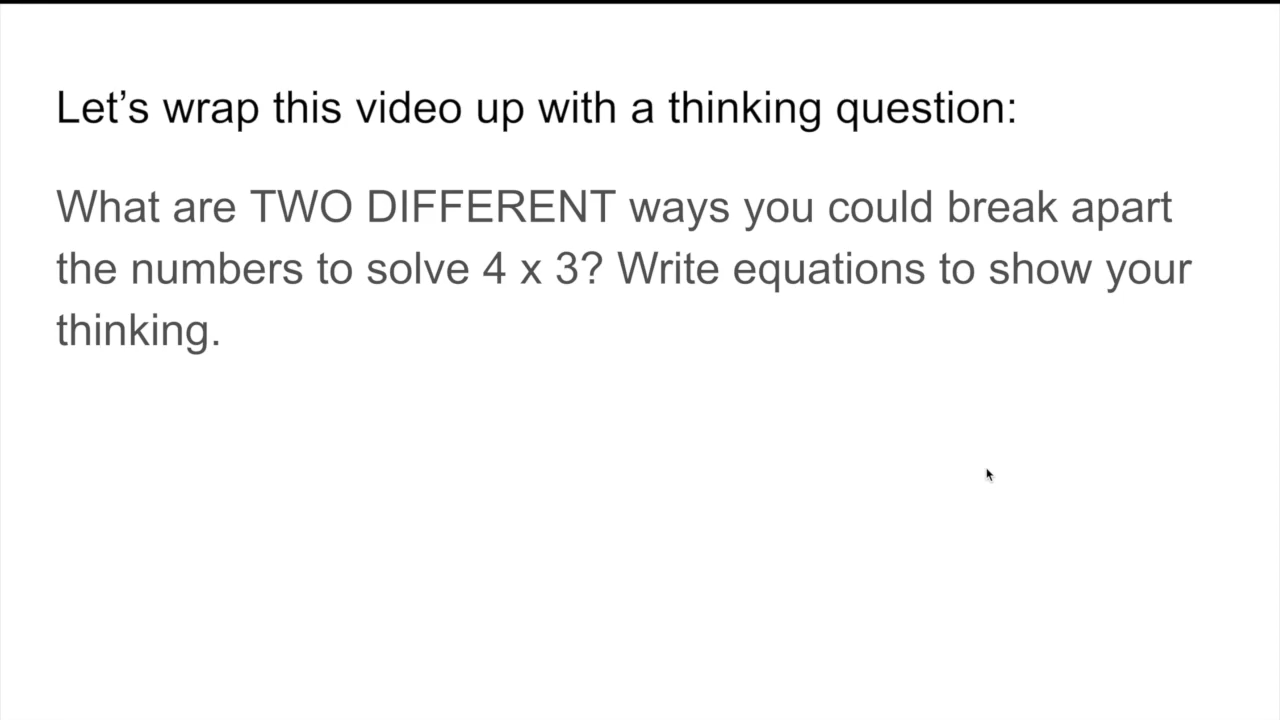 Let’s wrap this video up with a thinking question:
What are TWO DIFFERENT ways you could break apart
the numbers to solve 4 x 3? Write equations to show your
thinking.